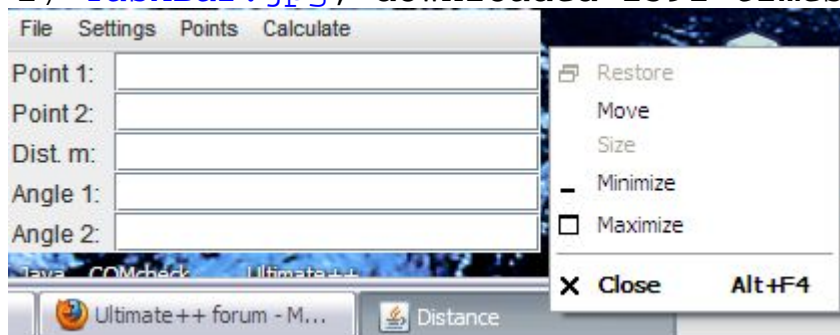 File Settings Points Calculate
Point 1:
Point 2:
Dist. m:
Angle 1:
Angle 2:
Restore
Move
Size
Minimize
Maximize
Close Alt+F4
Java COMcheck Ultimate++
Ultimate++ forum - M...
Distance